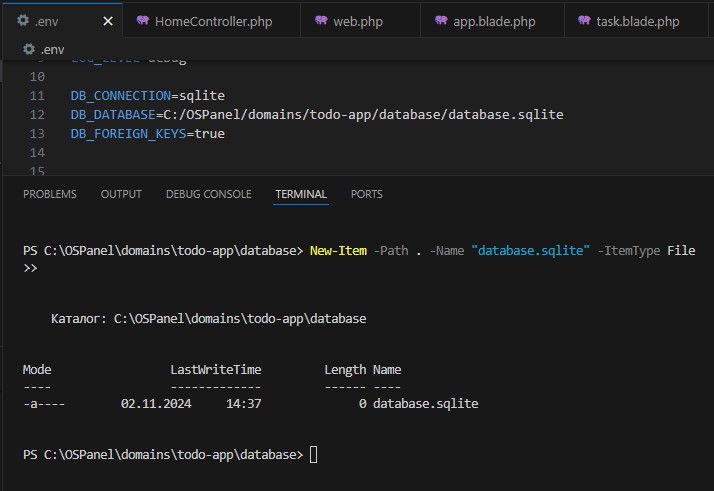 .env
HomeController.php
web.php
app.blade.php
task.blade.php
.env
10
11 DB_CONNECTION=sqlite
12 DB_DATABASE=C:/OSPanel/domains/todo-app/database/database.sqlite
13 DB_FOREIGN_KEYS=true
14
15
PROBLEMS OUTPUT DEBUG CONSOLE TERMINAL PORTS
PS C:\OSPanel\domains\todo-app\database> New-Item -Path . -Name "database.sqlite" -ItemType File
>>
Каталог: C:\OSPanel\domains\todo-app\database
Mode LastWriteTime Length Name
---- ------------- ------ ----
-a---- 02.11.2024 14:37 0 database.sqlite
PS C:\OSPanel\domains\todo-app\database>